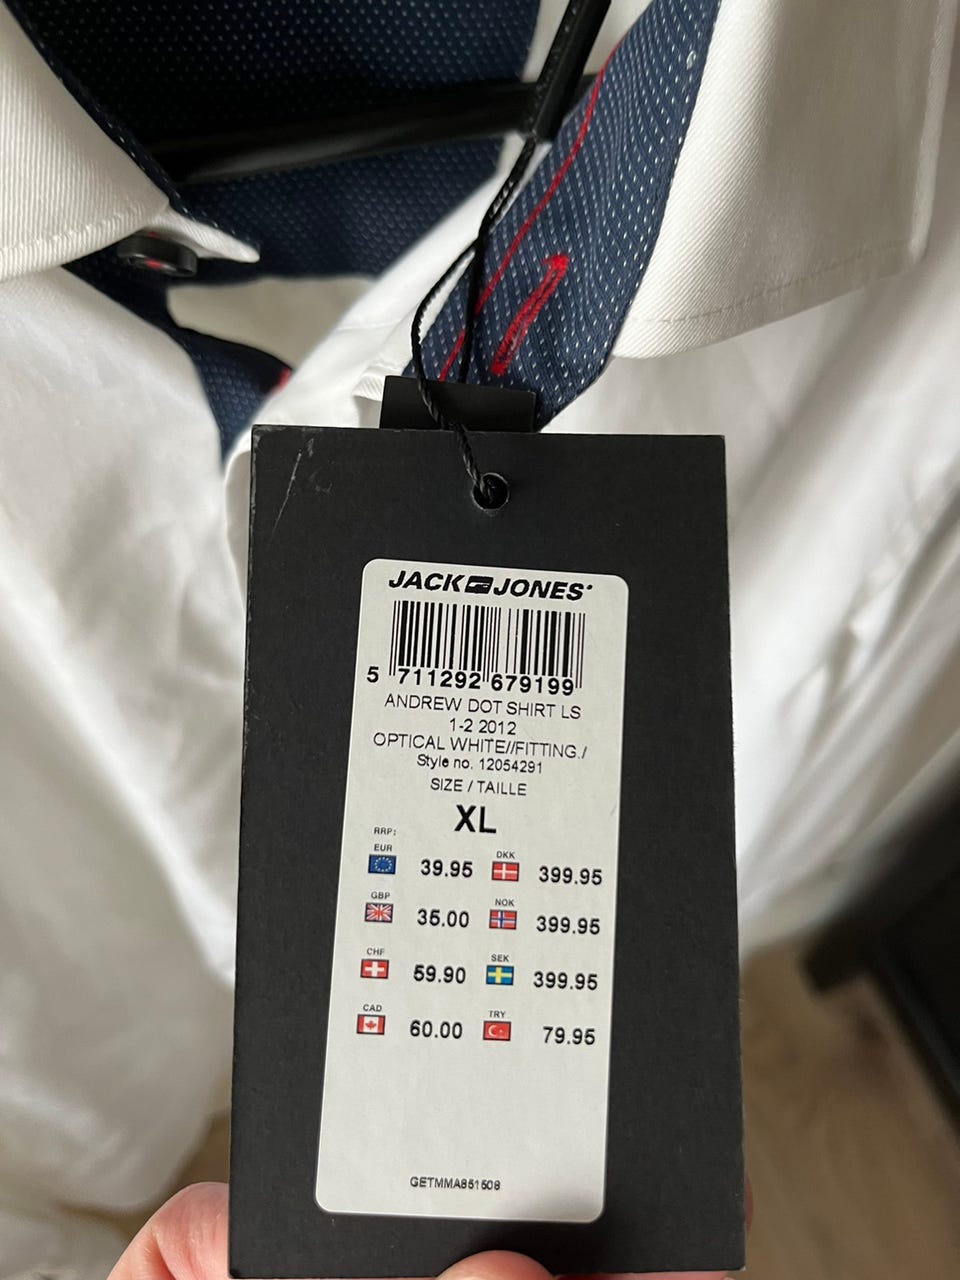 JACK JONES
5 711292 679199
ANDREW DOT SHIRT LS
1-2 2012
OPTICAL WHITE//FITTING./
Style no. 12054291
SIZE / TAILLE
XL
RRP:
EUR 39.95 DKK 399.95
GBP 35.00 NOK 399.95
CHF 59.90 SEK 399.95
CAD 60.00 TRY 79.95
GETMMA851508